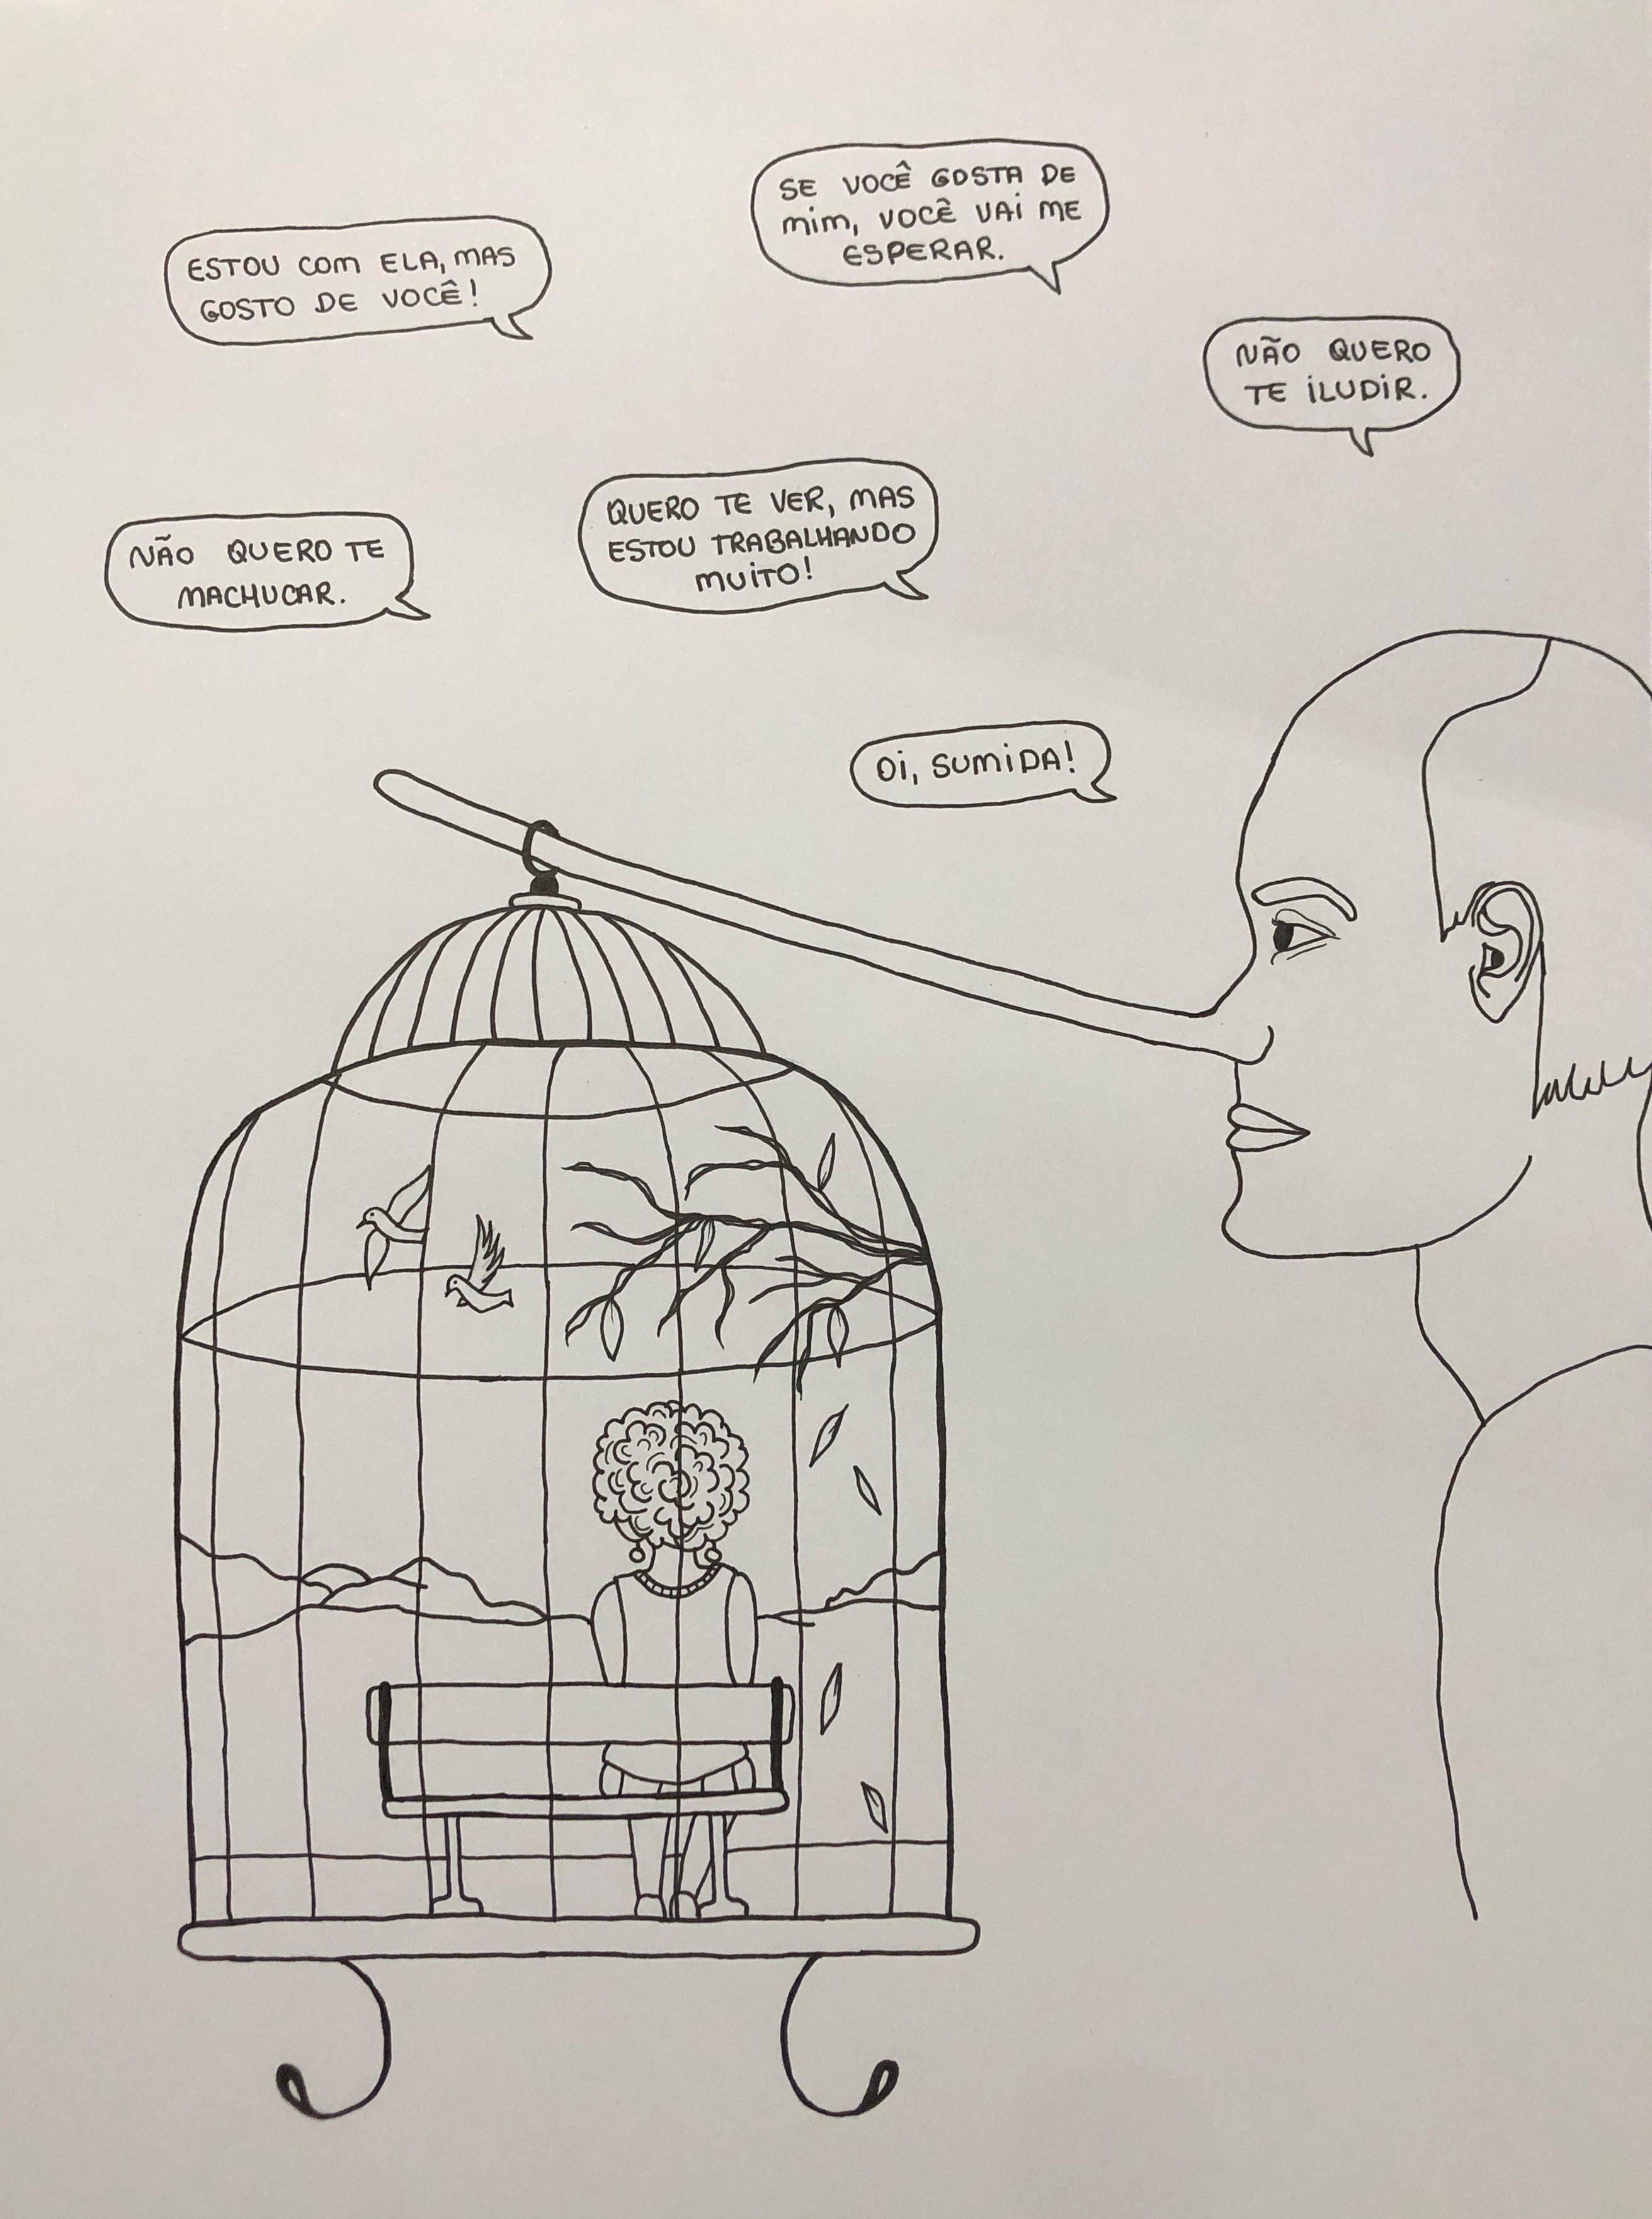 ESTOU COM ELA, MAS
GOSTO DE VOCÊ!
SE VOCÊ GOSTA DE
MIM, VOCÊ VAI ME
ESPERAR.
NÃO QUERO
TE ILUDIR.
NÃO QUERO TE
MACHUCAR.
QUERO TE VER, MAS
ESTOU TRABALHANDO
MUITO!
OI, SUMIDA!